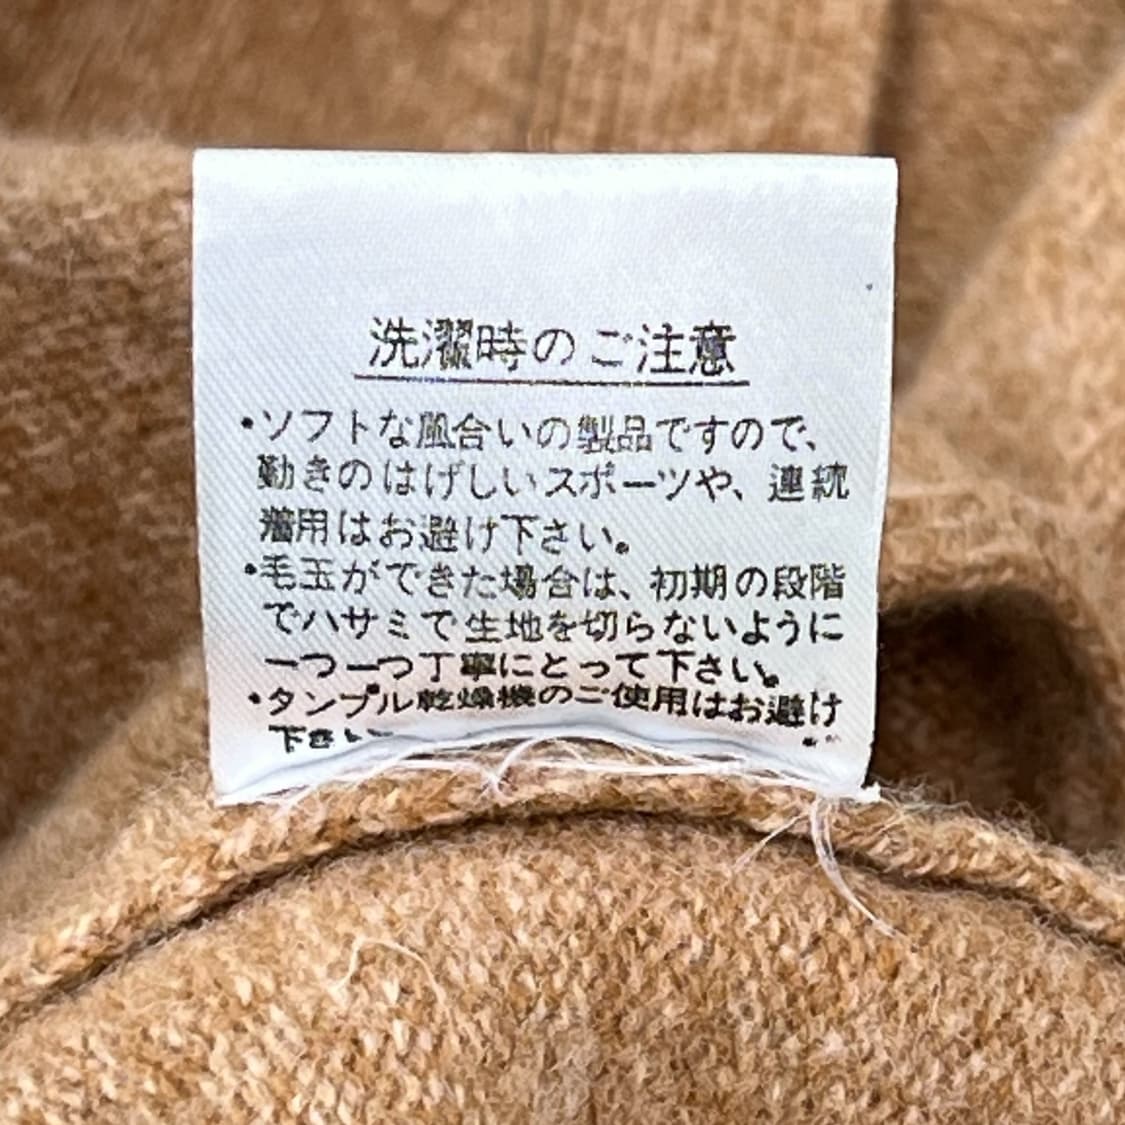 洗濯時のご注意
・ソフトな風合いの製品ですので、
動きのはげしいスポーツや、連続
着用はお避け下さい。
・毛玉ができた場合は、初期の段階
でハサミで生地を切らないように
一つ一つ丁寧にとって下さい。
・タンブル乾燥機のご使用はお避け
下さい